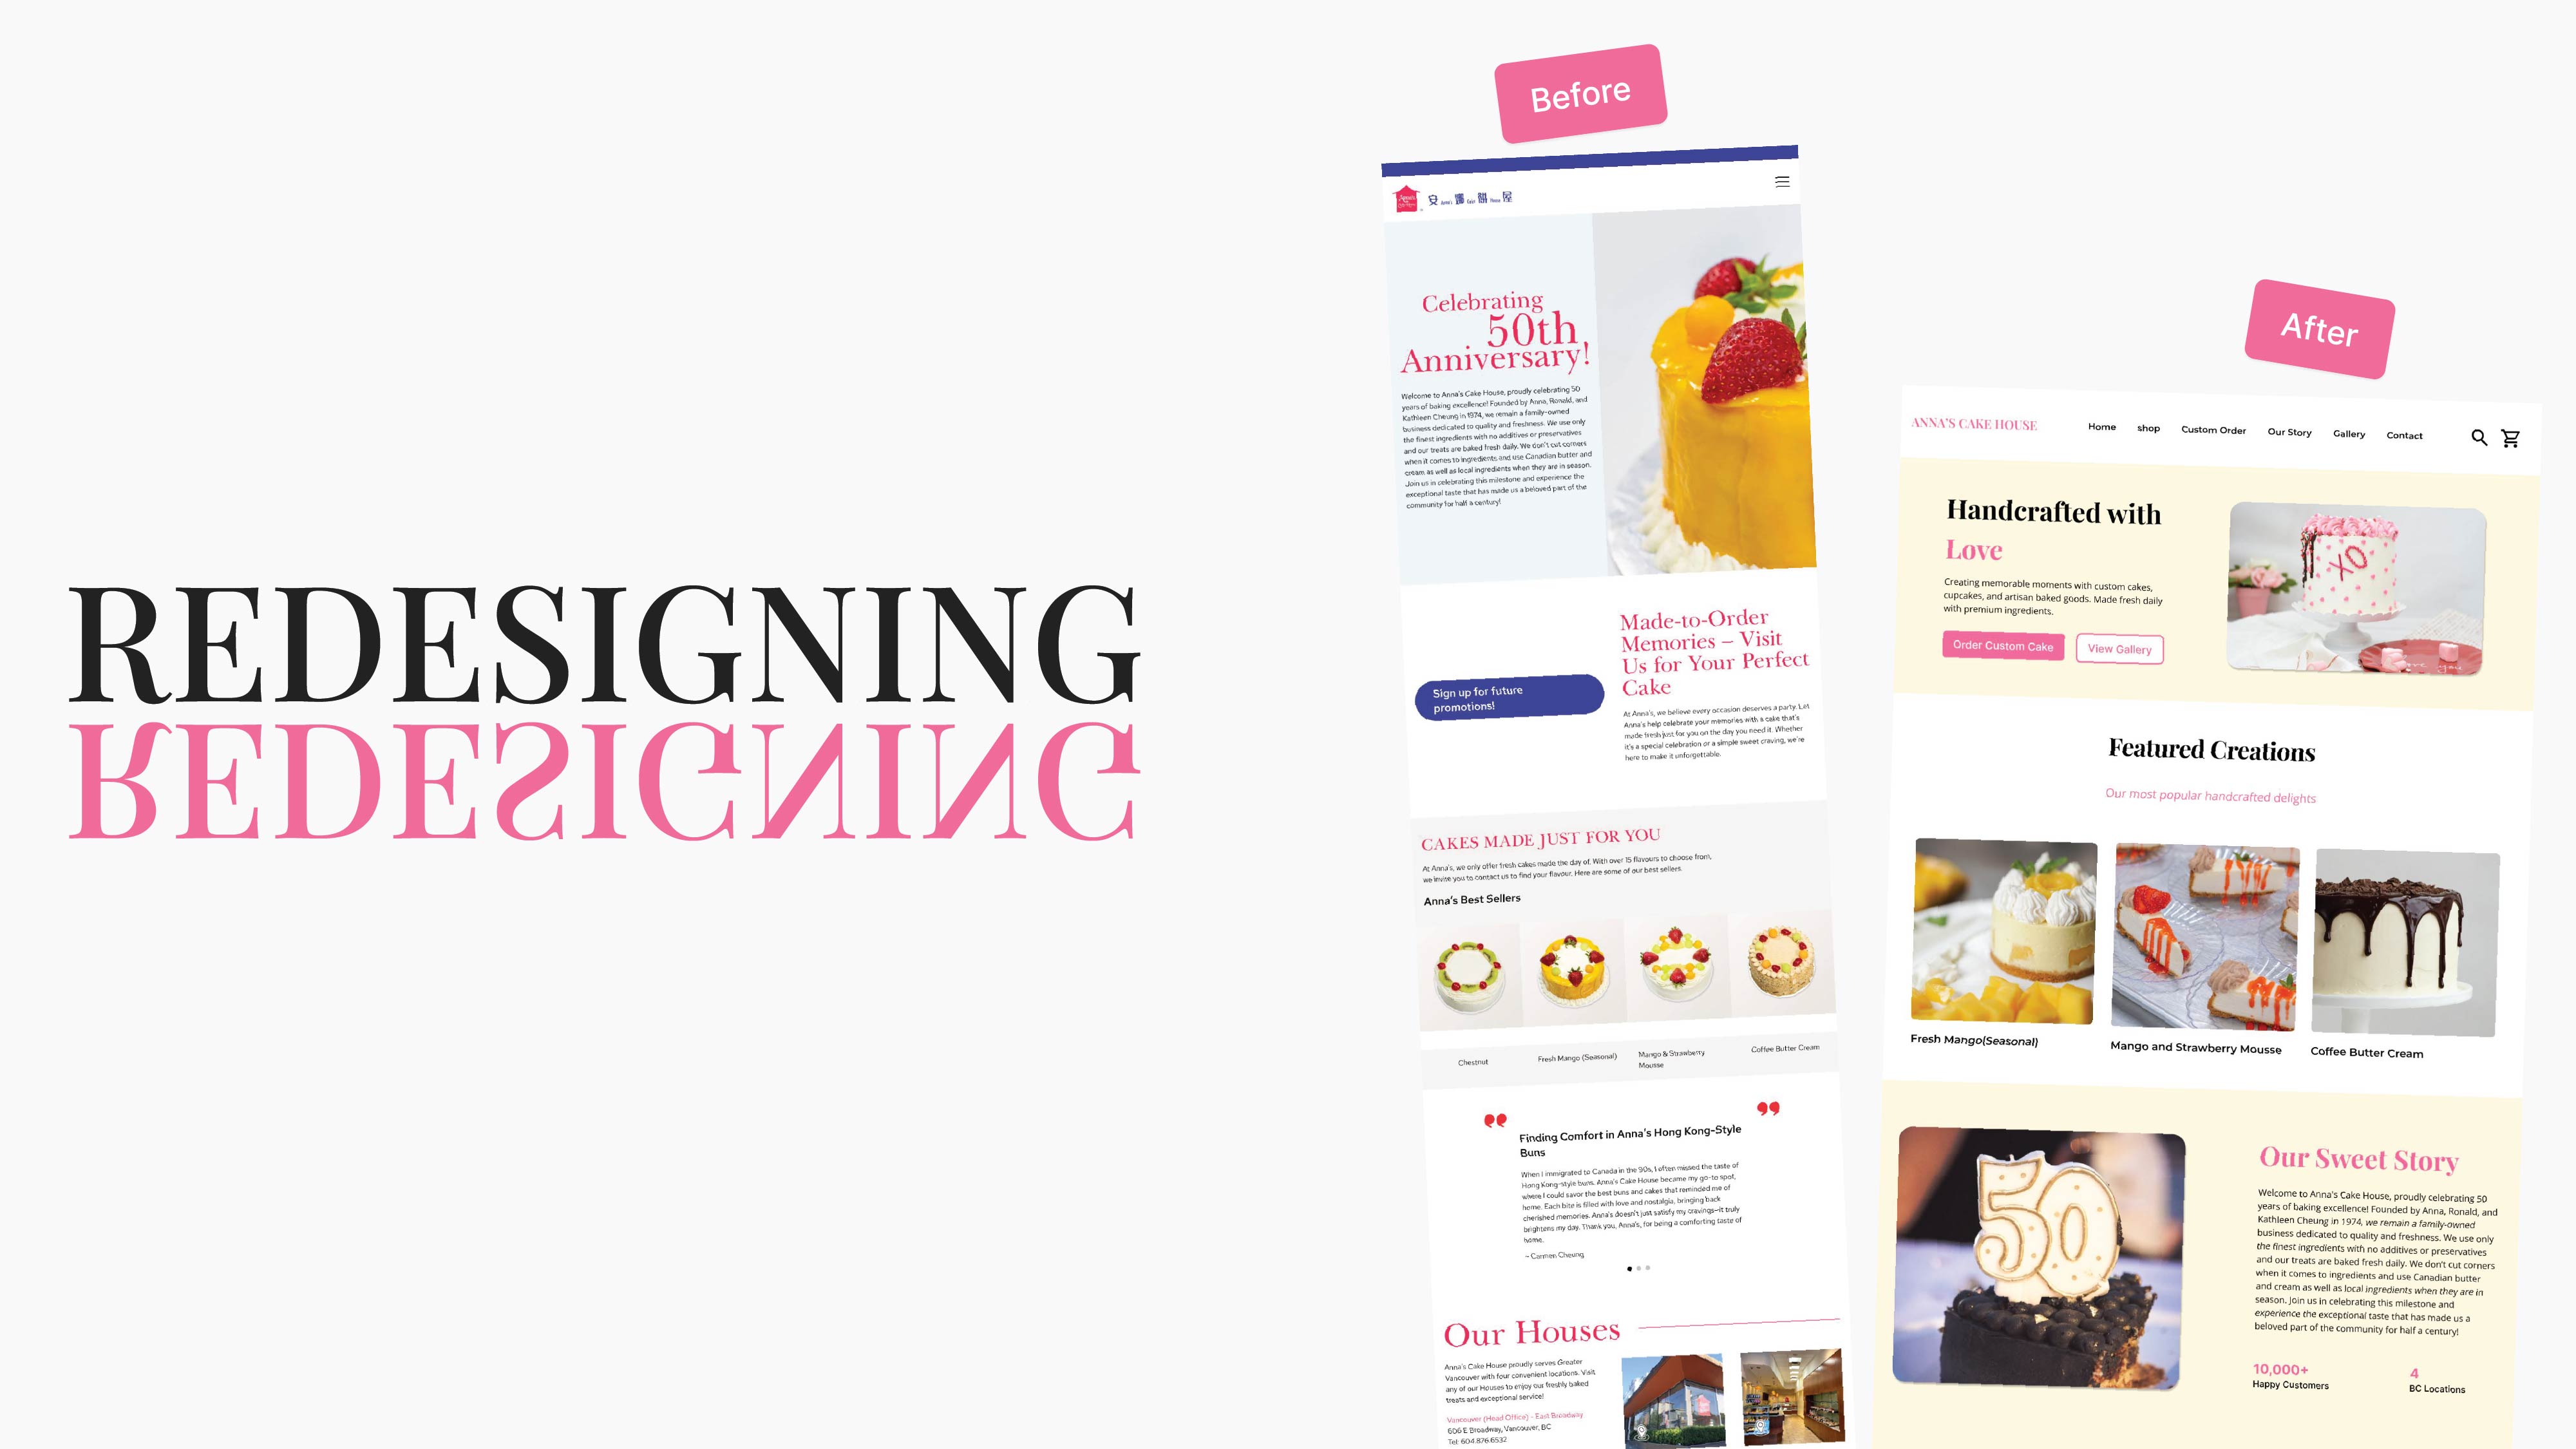 REDESIGNING
REDESIGNING
Before
安 Anna's 娜 Cake 餅 House 屋
Celebrating
50th
Anniversary!
Welcome to Anna's Cake House, proudly celebrating 50
years of baking excellence! Founded by Anna, Ronald, and
Kathleen Cheung in 1974, we remain a family-owned
business dedicated to quality and freshness. We use only
the finest ingredients with no additives or preservatives
and our treats are baked fresh daily. We don't cut corners
when it comes to ingredients and use Canadian butter and
cream as well as local ingredients when they are in season.
Join us in celebrating this milestone and experience the
exceptional taste that has made us a beloved part of the
community for half a century!
Sign up for future
promotions!
Made-to-Order
Memories – Visit
Us for Your Perfect
Cake
At Anna's, we believe every occasion deserves a party. Let
Anna's help celebrate your memories with a cake that's
made fresh just for you on the day you need it. Whether
it's a special celebration or a simple sweet craving, we're
here to make it unforgettable.
CAKES MADE JUST FOR YOU
At Anna's, we only offer fresh cakes made the day of. With over 15 flavours to choose from,
we invite you to contact us to find your flavour. Here are some of our best sellers.
Anna's Best Sellers
Chestnut
Fresh Mango (Seasonal)
Mango & Strawberry
Mousse
Coffee Butter Cream
Finding Comfort in Anna's Hong Kong-Style
Buns
When I immigrated to Canada in the 90s, I often missed the taste of
Hong Kong-style buns. Anna's Cake House became my go-to spot,
where I could savor the best buns and cakes that reminded me of
home. Each bite is filled with love and nostalgia, bringing back
cherished memories. Anna's doesn't just satisfy my cravings—it truly
brightens my day. Thank you, Anna's, for being a comforting taste of
home.
– Carmen Cheung
Our Houses
Anna's Cake House proudly serves Greater
Vancouver with four convenient locations. Visit
any of our Houses to enjoy our freshly baked
treats and exceptional service!
Vancouver (Head Office) - East Broadway
606 E Broadway, Vancouver, BC
Tel: 604.876.6532
After
ANNA'S CAKE HOUSE
Home
shop
Custom Order
Our Story
Gallery
Contact
Handcrafted with
Love
Creating memorable moments with custom cakes,
cupcakes, and artisan baked goods. Made fresh daily
with premium ingredients.
Order Custom Cake
View Gallery
XO
love you
Featured Creations
Our most popular handcrafted delights
Fresh Mango(Seasonal)
Mango and Strawberry Mousse
Coffee Butter Cream
50
Our Sweet Story
Welcome to Anna's Cake House, proudly celebrating 50
years of baking excellence! Founded by Anna, Ronald, and
Kathleen Cheung in 1974, we remain a family-owned
business dedicated to quality and freshness. We use only
the finest ingredients with no additives or preservatives
and our treats are baked fresh daily. We don't cut corners
when it comes to ingredients and use Canadian butter
and cream as well as local ingredients when they are in
season. Join us in celebrating this milestone and
experience the exceptional taste that has made us a
beloved part of the community for half a century!
10,000+
Happy Customers
4
BC Locations